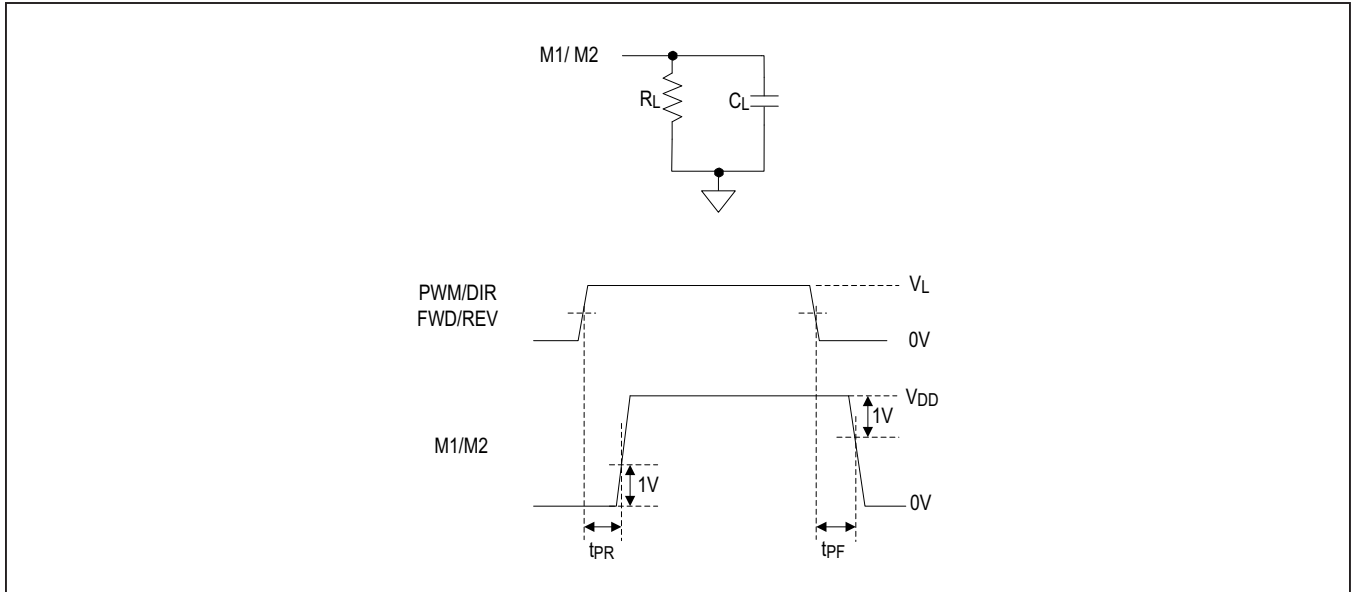 M1/ M2
RL
CL
PWM/DIR
FWD/REV
VL
0V
VDD
1V
M1/M2
1V
0V
tPR
tPF